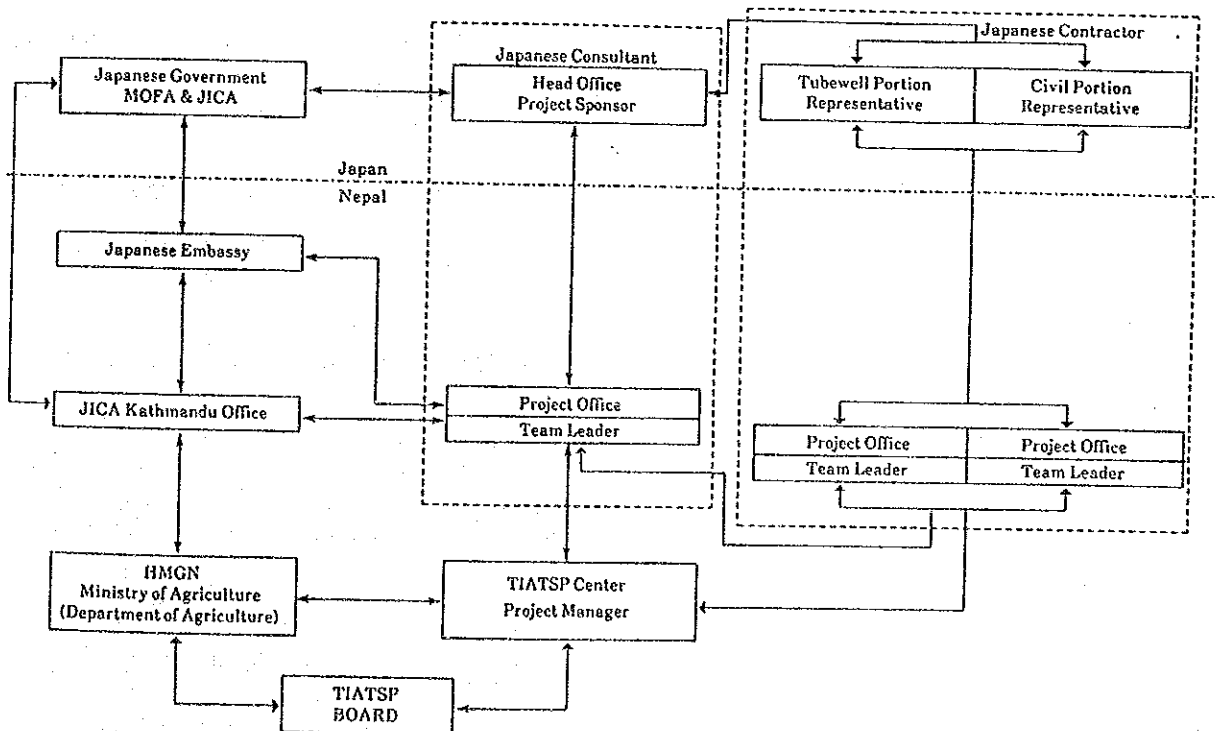 Japanese Contractor
Japanese Consultant
Japanese Government
MOFA & JICA
Head Office
Project Sponsor
Tubewell Portion
Representative
Civil Portion
Representative
Japan
Nepal
Japanese Embassy
JICA Kathmandu Office
Project Office
Team Leader
Project Office
Team Leader
Project Office
Team Leader
HMGN
Ministry of Agriculture
(Department of Agriculture)
TIATSP Center
Project Manager
TIATSP
BOARD